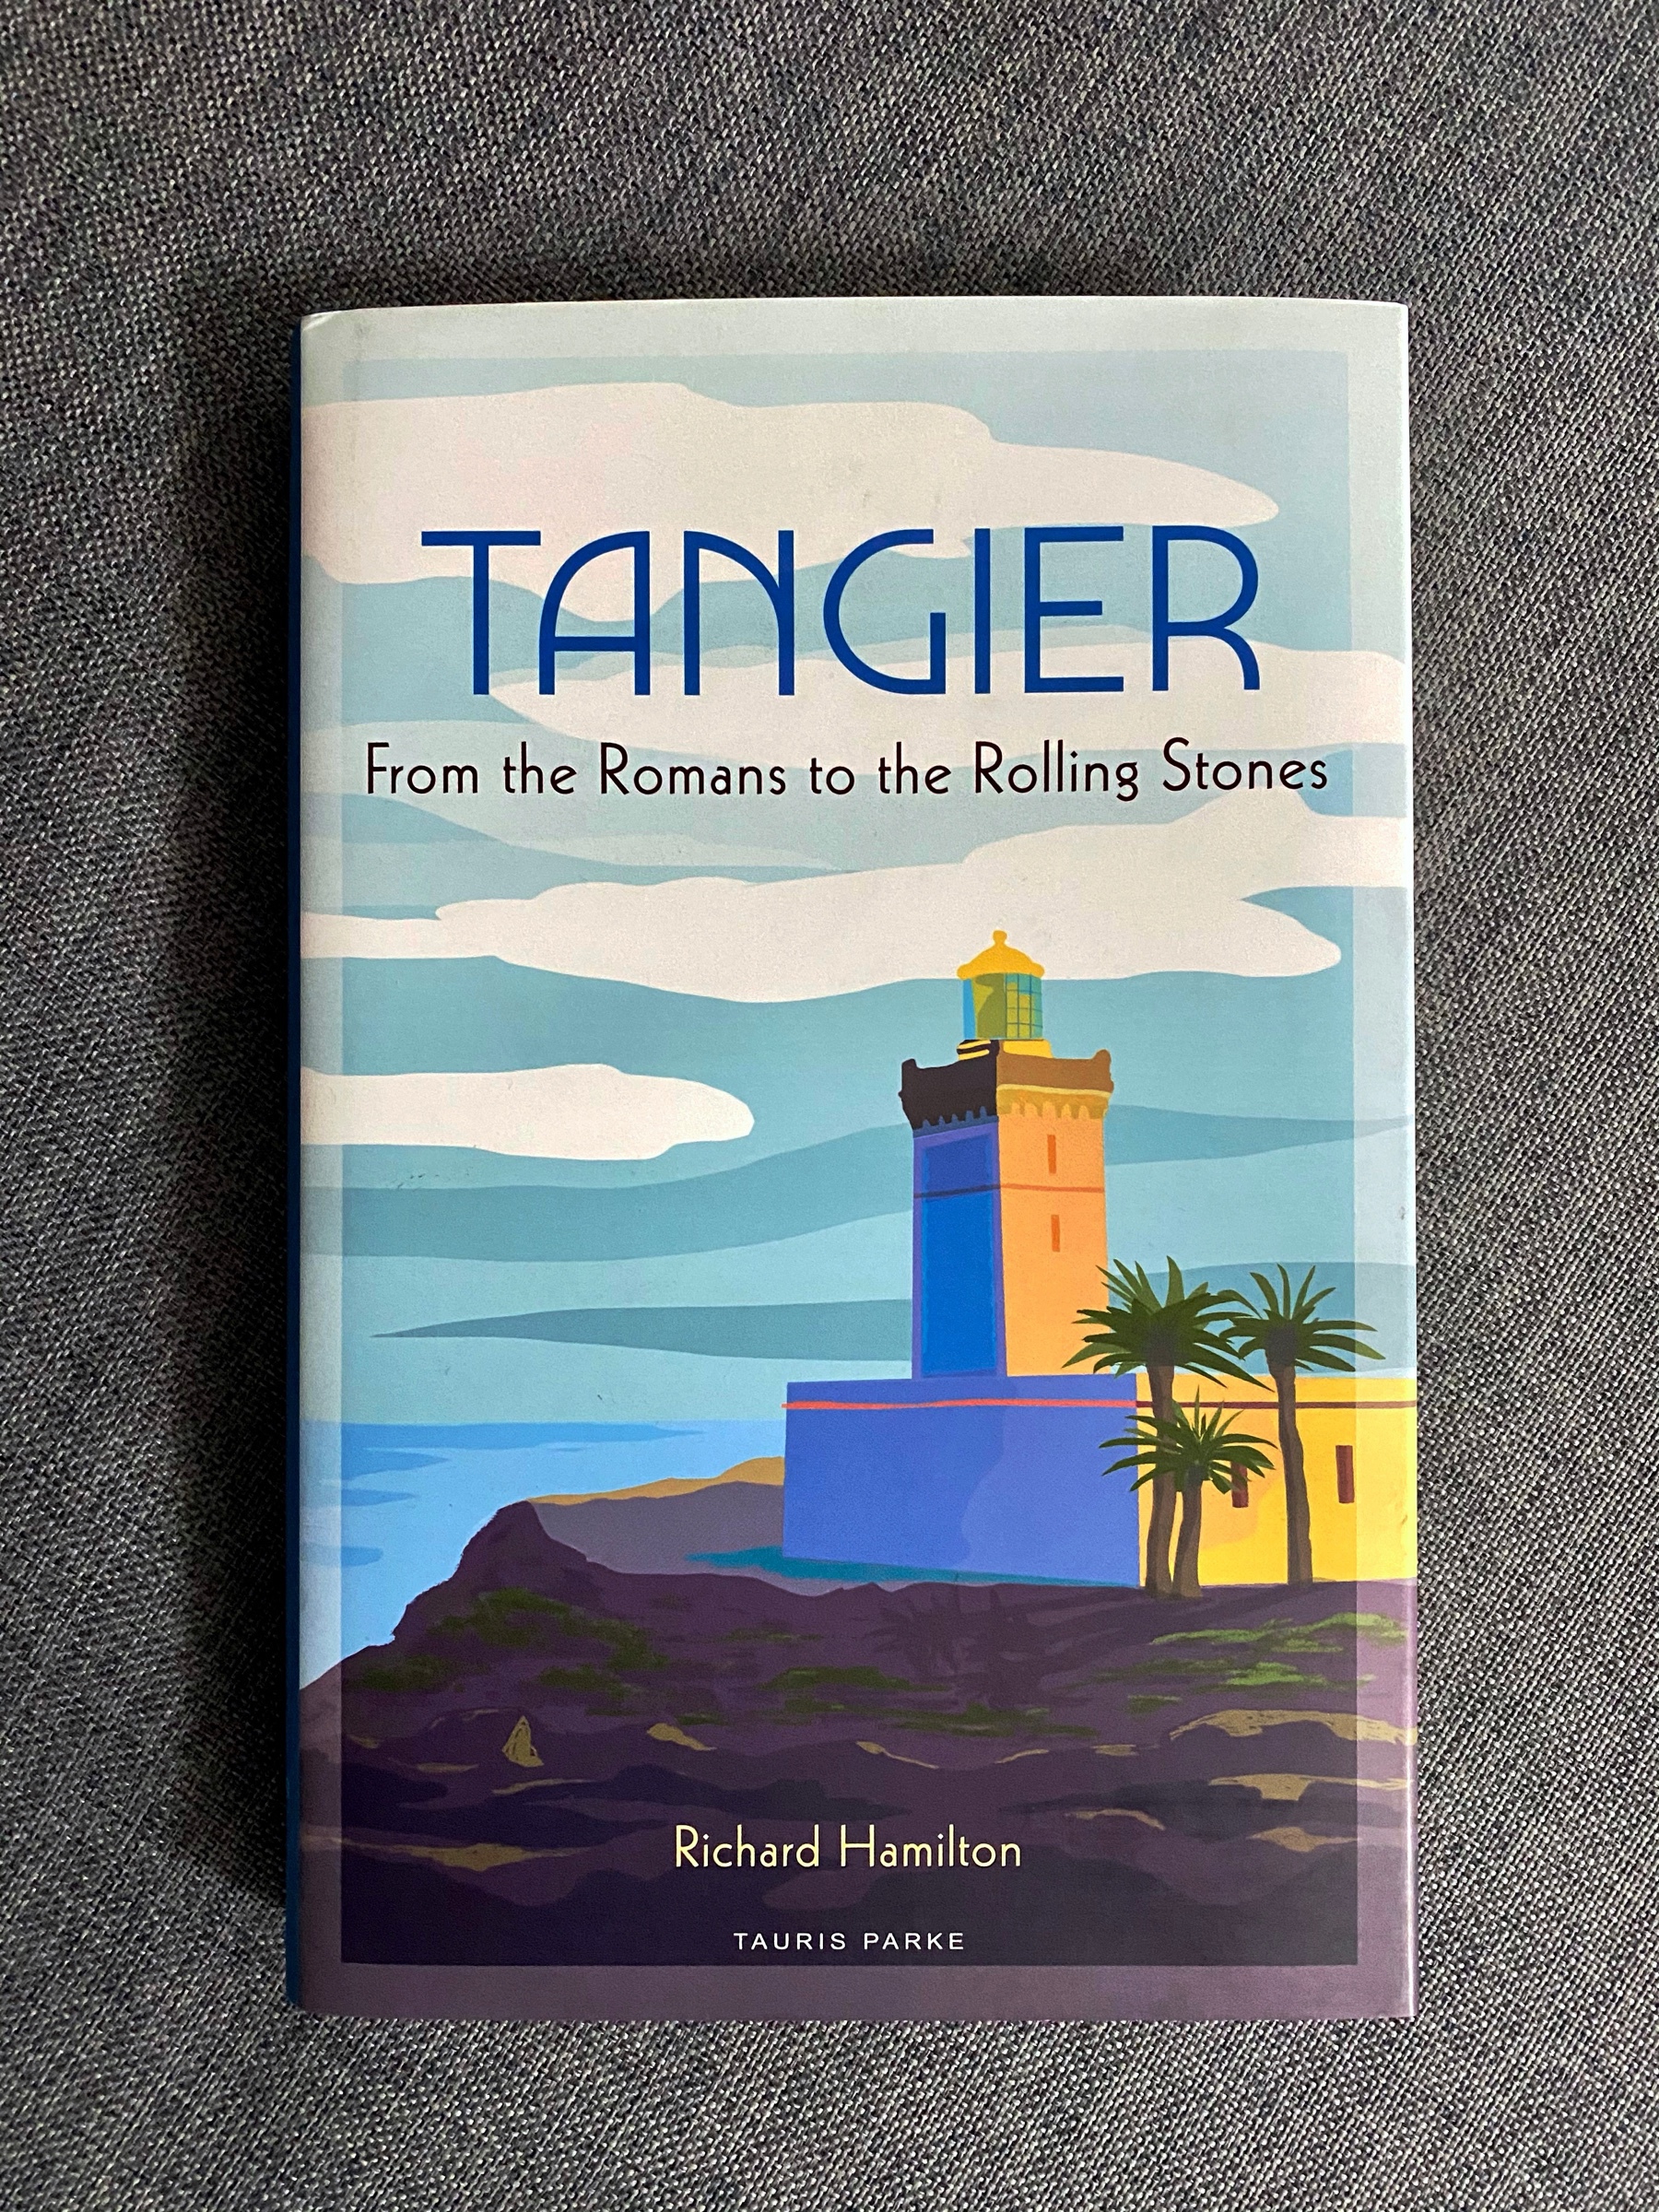 TANGIER
From the Romans to the Rolling Stones
Richard Hamilton
TAURIS PARKE